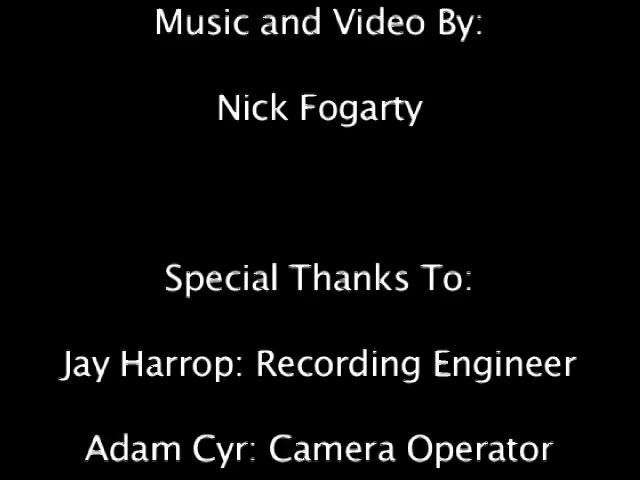 Music and Video By:
Nick Fogarty
Special Thanks To:
Jay Harrop: Recording Engineer
Adam Cyr: Camera Operator